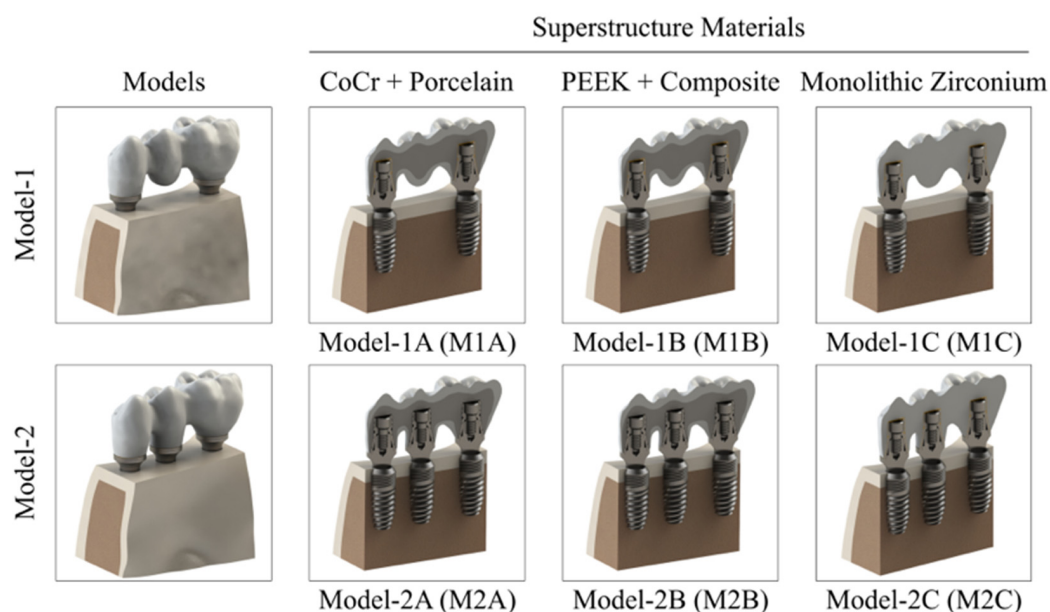 Superstructure Materials
Models CoCr + Porcelain PEEK + Composite Monolithic Zirconium
Model-1
Model-1A (M1A) Model-1B (M1B) Model-1C (M1C)
Model-2
Model-2A (M2A) Model-2B (M2B) Model-2C (M2C)